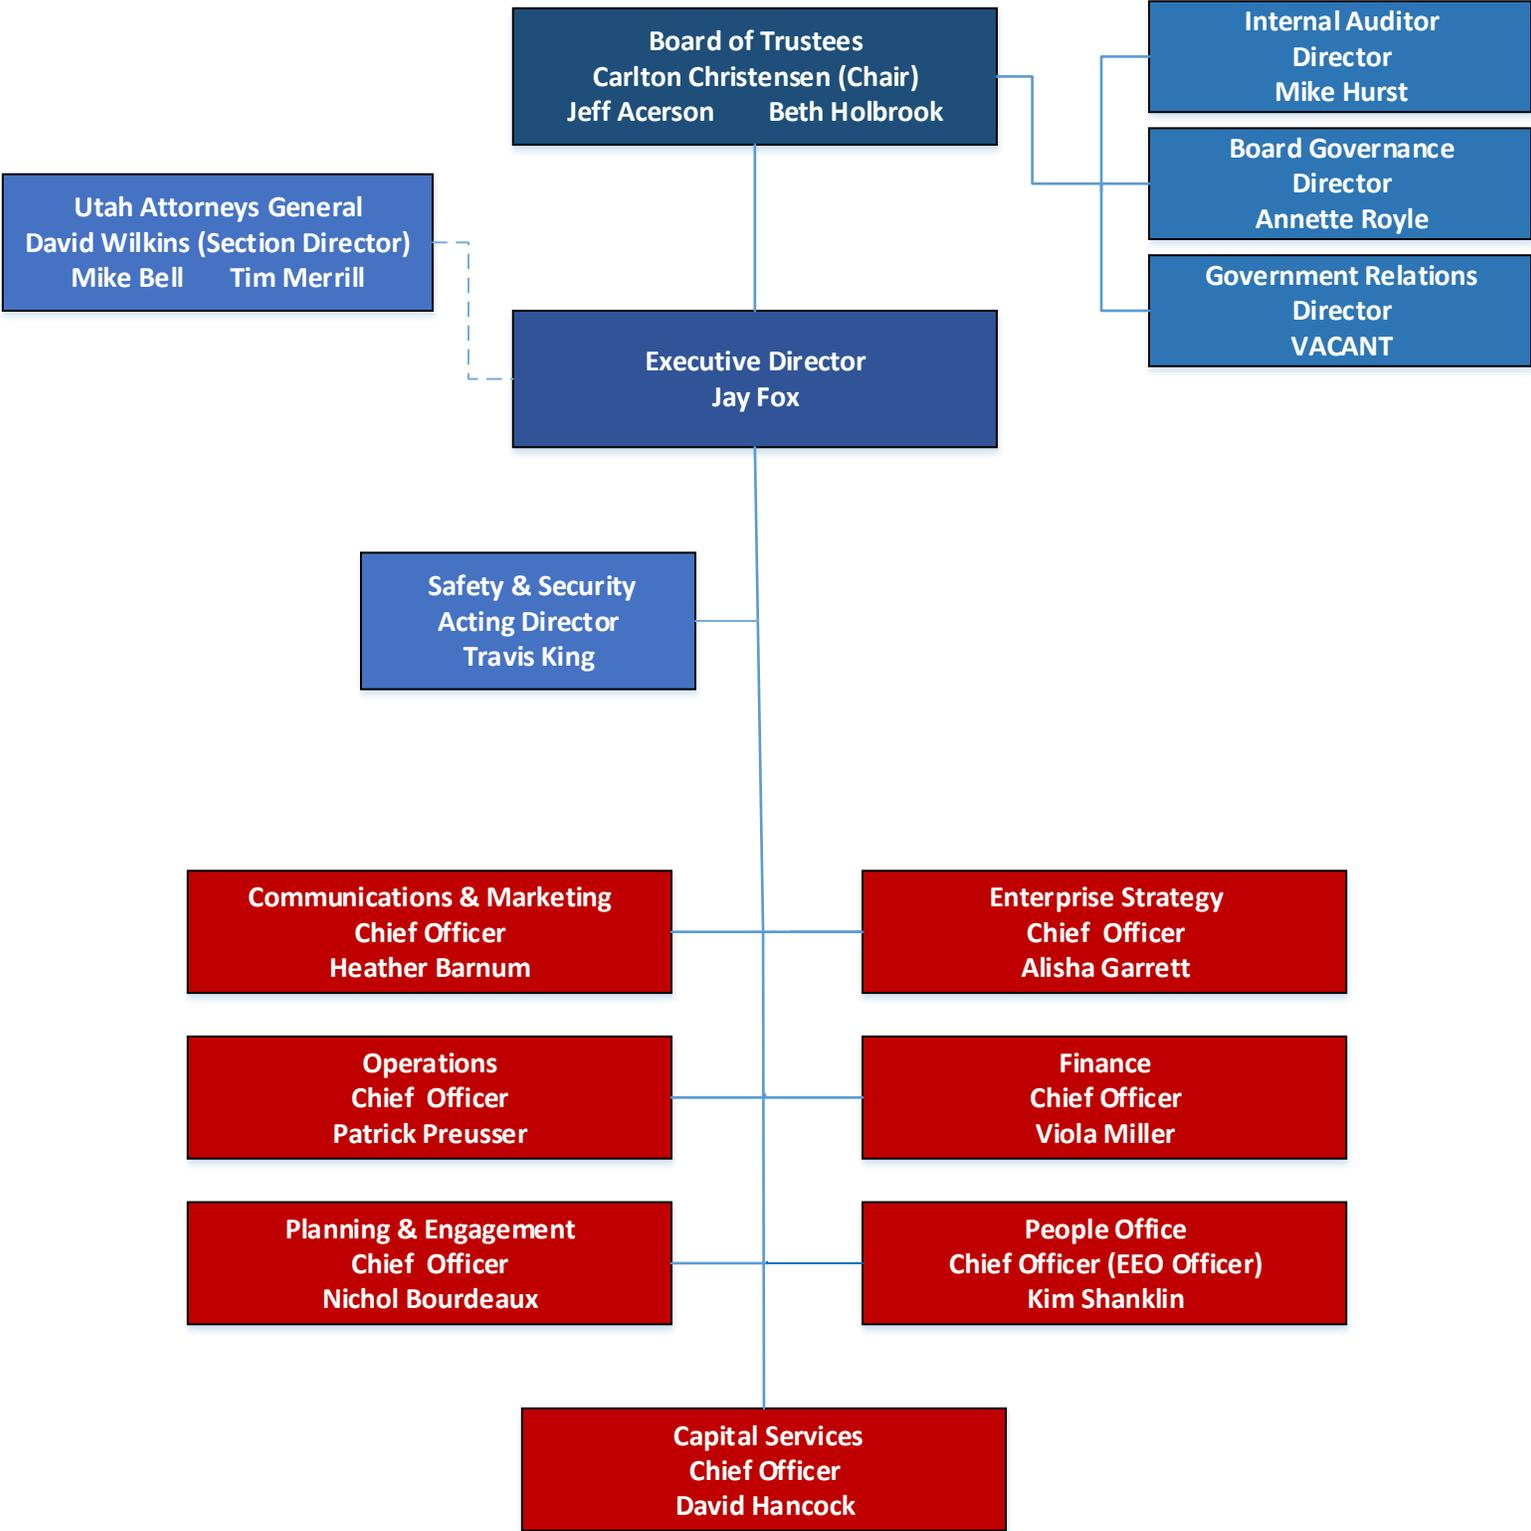 Board of Trustees
Carlton Christensen (Chair)
Jeff Acerson Beth Holbrook
Internal Auditor
Director
Mike Hurst
Board Governance
Director
Annette Royle
Government Relations
Director
VACANT
Utah Attorneys General
David Wilkins (Section Director)
Mike Bell Tim Merrill
Executive Director
Jay Fox
Safety & Security
Acting Director
Travis King
Communications & Marketing
Chief Officer
Heather Barnum
Enterprise Strategy
Chief Officer
Alisha Garrett
Operations
Chief Officer
Patrick Preusser
Finance
Chief Officer
Viola Miller
Planning & Engagement
Chief Officer
Nichol Bourdeaux
People Office
Chief Officer (EEO Officer)
Kim Shanklin
Capital Services
Chief Officer
David Hancock